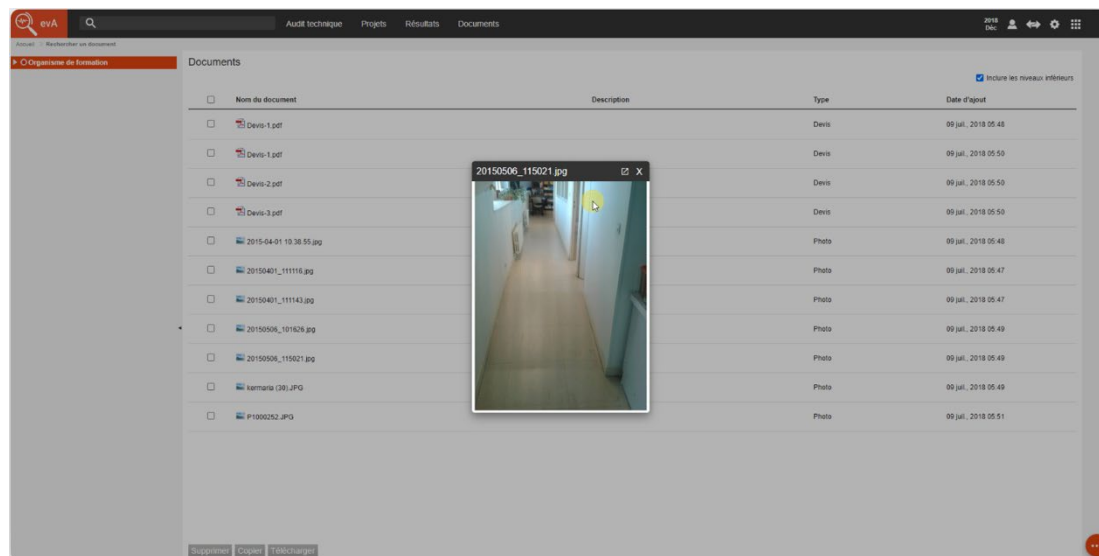 evA Audit technique Projets Résultats Documents 2018 Déc
Accueil > Rechercher un document
Organisme de formation
Documents
Inclure les niveaux inférieurs
Nom du document Description Type Date d'ajout
Devis-1.pdf Devis 09 juil., 2018 05:48
Devis-1.pdf Devis 09 juil., 2018 05:50
20150506_115021.jpg X
Devis-2.pdf Devis 09 juil., 2018 05:50
Devis-3.pdf Devis 09 juil., 2018 05:50
2015-04-01 10.38.55.jpg Photo 09 juil., 2018 05:48
20150401_111116.jpg Photo 09 juil., 2018 05:47
20150401_111143.jpg Photo 09 juil., 2018 05:47
20150506_101626.jpg Photo 09 juil., 2018 05:49
20150506_115021.jpg Photo 09 juil., 2018 05:49
kermaria (39).JPG Photo 09 juil., 2018 05:49
P1000252.JPG Photo 09 juil., 2018 05:51
Supprimer Copier Télécharger